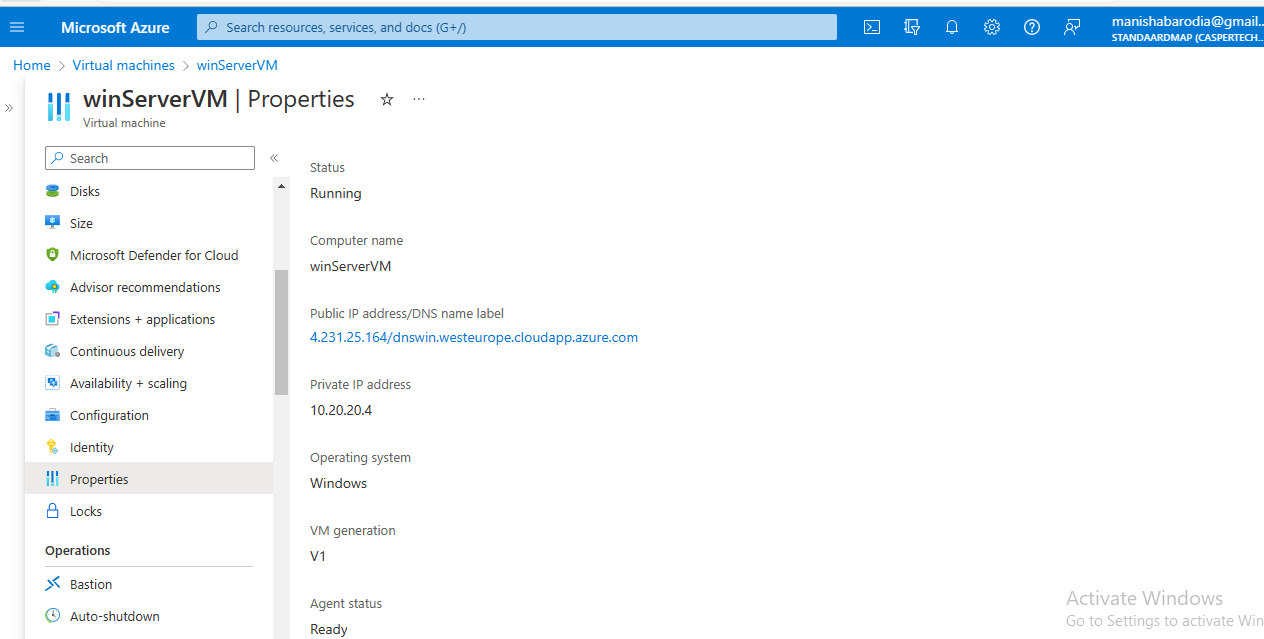 Microsoft Azure
Search resources, services, and docs (G+/)
manishabarodia@gmail...
STANDAARDMAP (CASPERTECH...
Home > Virtual machines > winServerVM
winServerVM | Properties
Virtual machine
Search
Disks
Size
Microsoft Defender for Cloud
Advisor recommendations
Extensions + applications
Continuous delivery
Availability + scaling
Configuration
Identity
Properties
Locks
Operations
Bastion
Auto-shutdown
Status
Running
Computer name
winServerVM
Public IP address/DNS name label
4.231.25.164/dnswin.westeurope.cloudapp.azure.com
Private IP address
10.20.20.4
Operating system
Windows
VM generation
V1
Agent status
Ready
Activate Windows
Go to Settings to activate Win